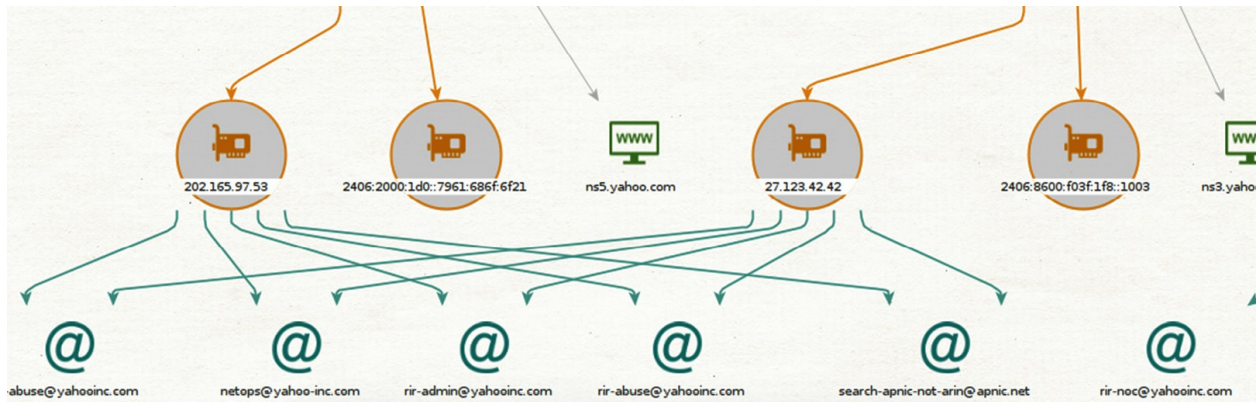 www
202.165.97.53
2406:2000:1d0::7961:686f:6f21
ns5.yahoo.com
27.123.42.42
2406:8600:f03f:1f8::1003
-abuse@yahooinc.com
netops@yahoo-inc.com
rir-admin@yahooinc.com
rir-abuse@yahooinc.com
search-apnic-not-arin@apnic.net
rir-noc@yahooinc.com